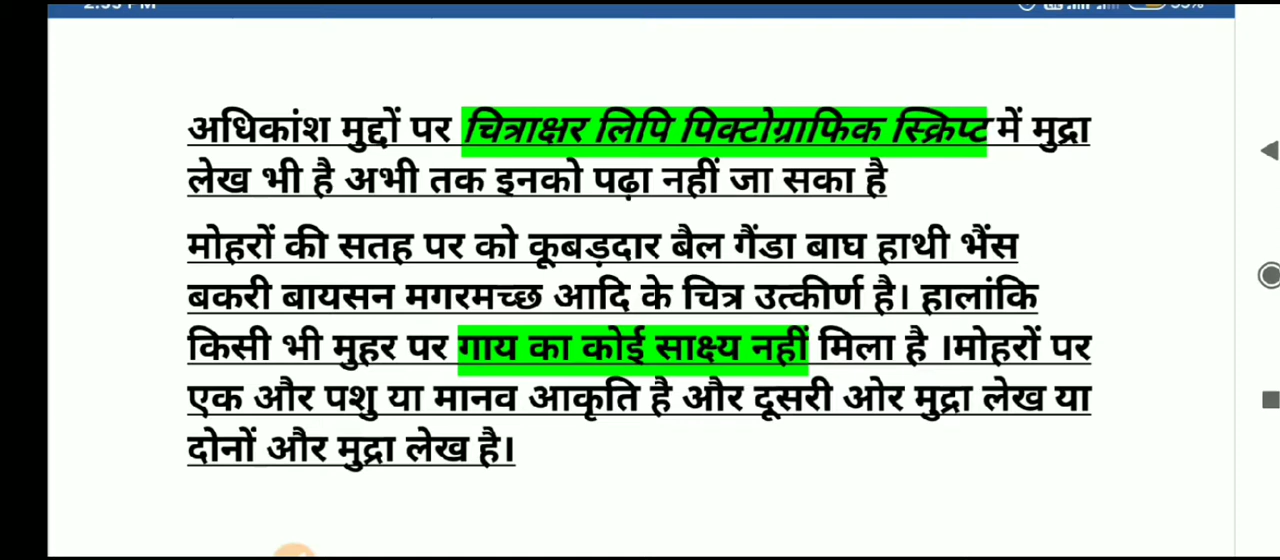 अधिकांश मुद्दों पर चित्राक्षर लिपि पिक्टोग्राफिक स्क्रिप्ट में मुद्रा
लेख भी है अभी तक इनको पढ़ा नहीं जा सका है
मोहरों की सतह पर को कूबड़दार बैल गैंडा बाघ हाथी भैंस
बकरी बायसन मगरमच्छ आदि के चित्र उत्कीर्ण है। हालांकि
किसी भी मुहर पर गाय का कोई साक्ष्य नहीं मिला है ।मोहरों पर
एक और पशु या मानव आकृति है और दूसरी ओर मुद्रा लेख या
दोनों और मुद्रा लेख है।